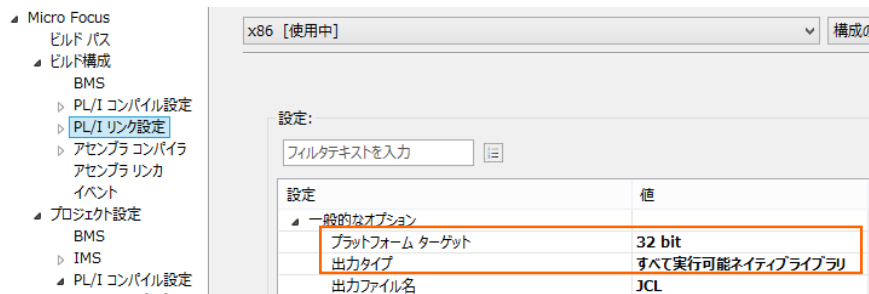 Micro Focus
ビルド パス
ビルド構成
BMS
PL/I コンパイル設定
PL/I リンク設定
アセンブラ コンパイラ
アセンブラ リンカ
イベント
プロジェクト設定
BMS
IMS
PL/I コンパイル設定
x86 [使用中]
構成の
設定:
フィルタテキストを入力
設定 値
一般的なオプション
プラットフォーム ターゲット 32 bit
出力タイプ すべて実行可能ネイティブライブラリ
出力ファイル名 JCL